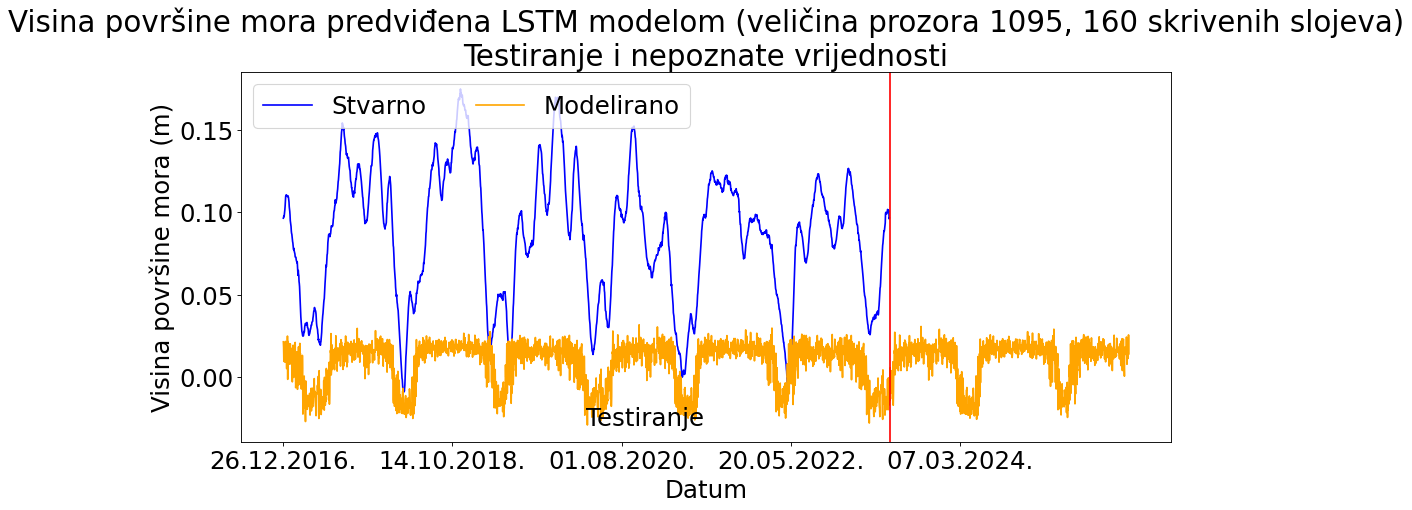 Visina površine mora predviđena LSTM modelom (veličina prozora 1095, 160 skrivenih slojeva)
Testiranje i nepoznate vrijednosti
Stvarno
Modelirano
Visina površine mora (m)
0.15
0.10
0.05
0.00
Testiranje
26.12.2016.
14.10.2018.
01.08.2020.
20.05.2022.
07.03.2024.
Datum